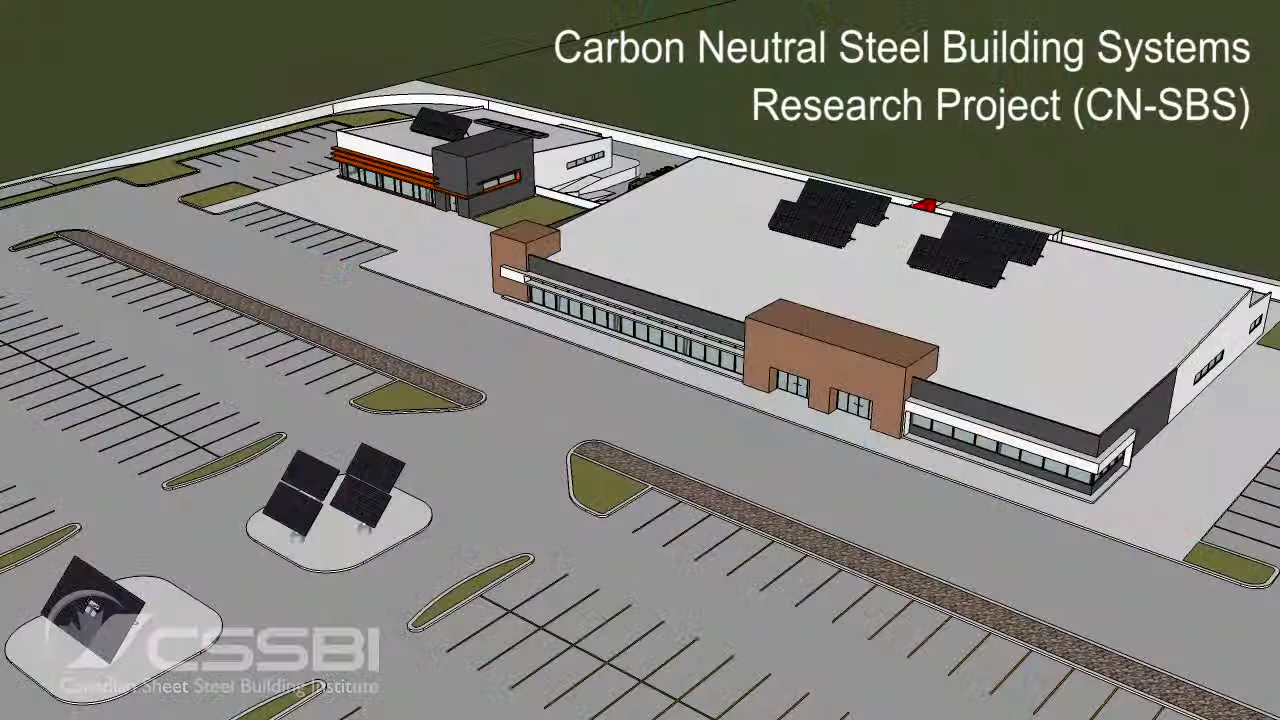 Carbon Neutral Steel Building Systems
Research Project (CN-SBS)
CSSBI
Canadian Sheet Steel Building Institute